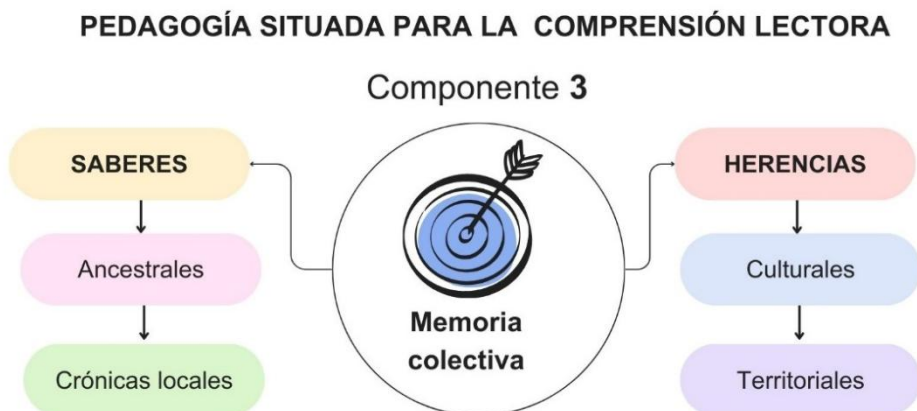 PEDAGOGÍA SITUADA PARA LA COMPRENSIÓN LECTORA
Componente 3
SABERES
Ancestrales
Crónicas locales
Memoria
colectiva
HERENCIAS
Culturales
Territoriales